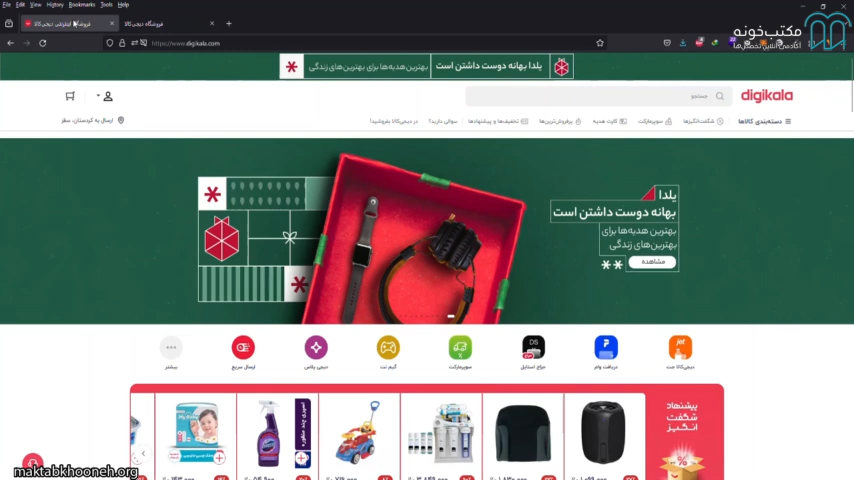 File Edit View History Bookmarks Tools Help
فروشگاه اینترنتی دیجی‌کالا
فروشگاه دیجی کالا
https://www.digikala.com
مکتب‌خونه
یلدا بهانه دوست داشتن است
بهترین‌هدیه‌ها برای بهترین‌های زندگی
digikala
جستجو
دسته‌بندی کالاها
شگفت‌انگیزها
سوپرمارکت
کارت هدیه
پرفروش‌ترین‌ها
تخفیف‌ها و پیشنهادها
سوالی دارید؟
در دیجی‌کالا بفروشید!
ارسال به کردستان، سقز
یلدا
بهانه دوست داشتن است
بهترین هدیه‌ها برای
بهترین‌های زندگی
مشاهده
jet
DS
دیجی‌کالا جت
دریافت وام
حراج استایل
سوپرمارکت
گیم نت
دیجی پلاس
ارسال سریع
بیشتر
پیشنهاد
شگفت
انگیز
maktabkhooneh.org